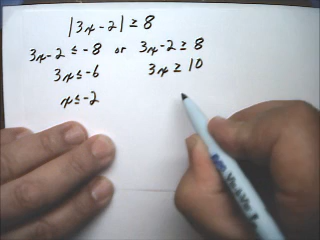 |3x-2| ≥ 8
3x-2 ≤ -8 or 3x-2 ≥ 8
3x ≤ -6 3x ≥ 10
x ≤ -2